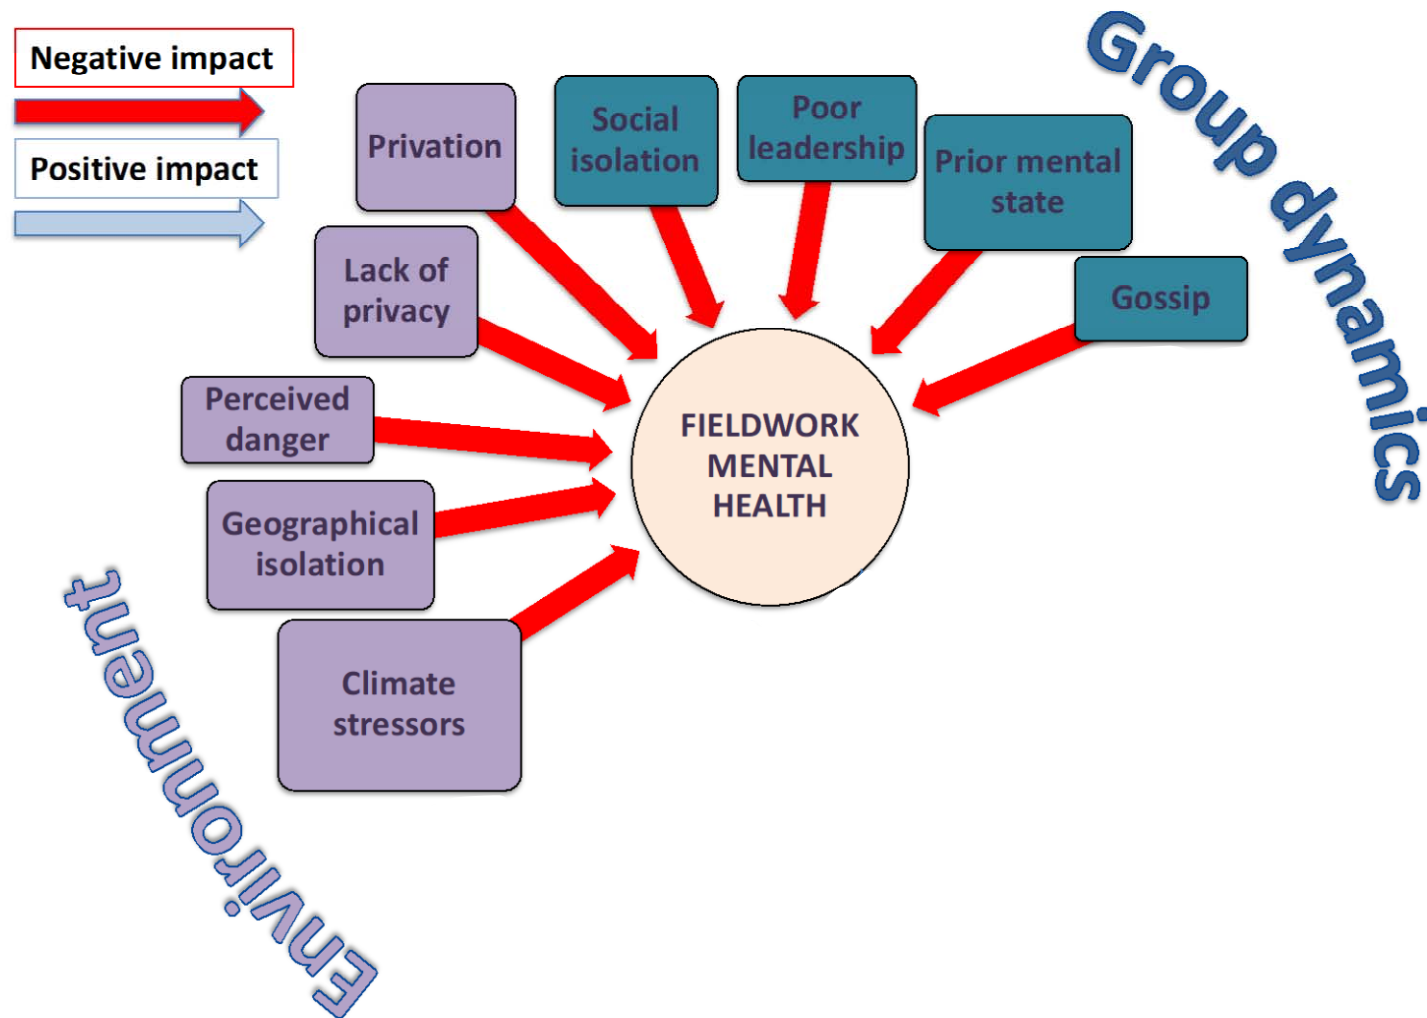 Negative impact
Positive impact
Group dynamics
Privation
Social
isolation
Poor
leadership
Prior mental
state
Gossip
Lack of
privacy
Perceived
danger
Geographical
isolation
Climate
stressors
FIELDWORK
MENTAL
HEALTH
Environment